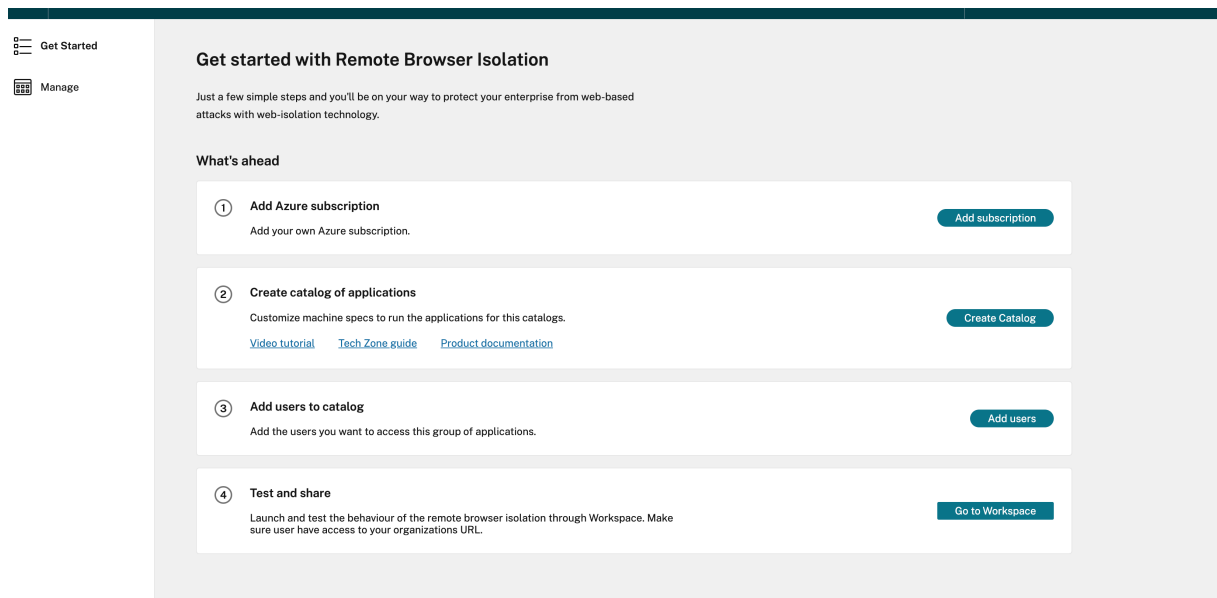 Get Started
Manage
Get started with Remote Browser Isolation
Just a few simple steps and you'll be on your way to protect your enterprise from web-based
attacks with web-isolation technology.
What's ahead
1
Add Azure subscription
Add your own Azure subscription.
Add subscription
2
Create catalog of applications
Customize machine specs to run the applications for this catalogs.
Create Catalog
Video tutorial Tech Zone guide Product documentation
3
Add users to catalog
Add the users you want to access this group of applications.
Add users
4
Test and share
Launch and test the behaviour of the remote browser isolation through Workspace. Make
sure user have access to your organizations URL.
Go to Workspace